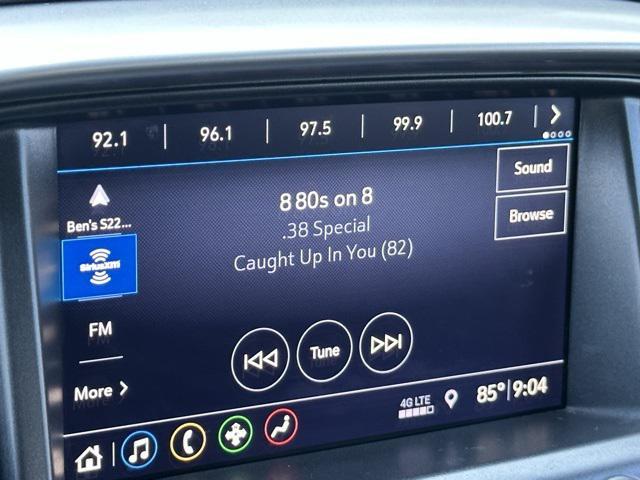 92.1 96.1 97.5 99.9 100.7
Sound
Ben's S22...
8 80s on 8
Browse
.38 Special
SiriusXM
Caught Up In You (82)
FM
Tune
More
4G LTE
85° 9:04